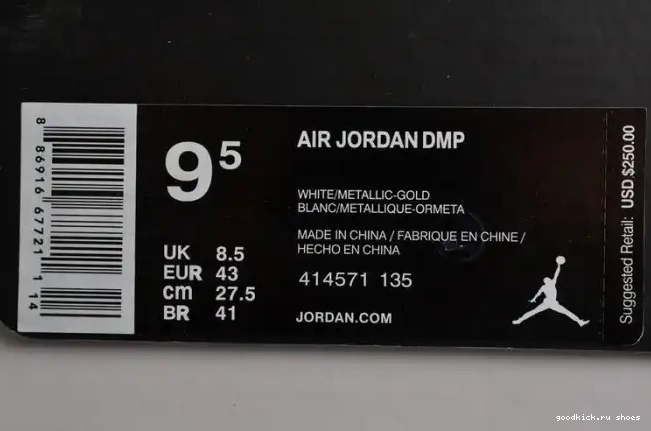 8 86916 67721 1 14
9⁵
UK 8.5
EUR 43
cm 27.5
BR 41
AIR JORDAN DMP
WHITE/METALLIC-GOLD
BLANC/METALLIQUE-ORMETA
MADE IN CHINA / FABRIQUE EN CHINE /
HECHO EN CHINA
414571 135
JORDAN.COM
Suggested Retail: USD $250.00
goodkick.ru shoes